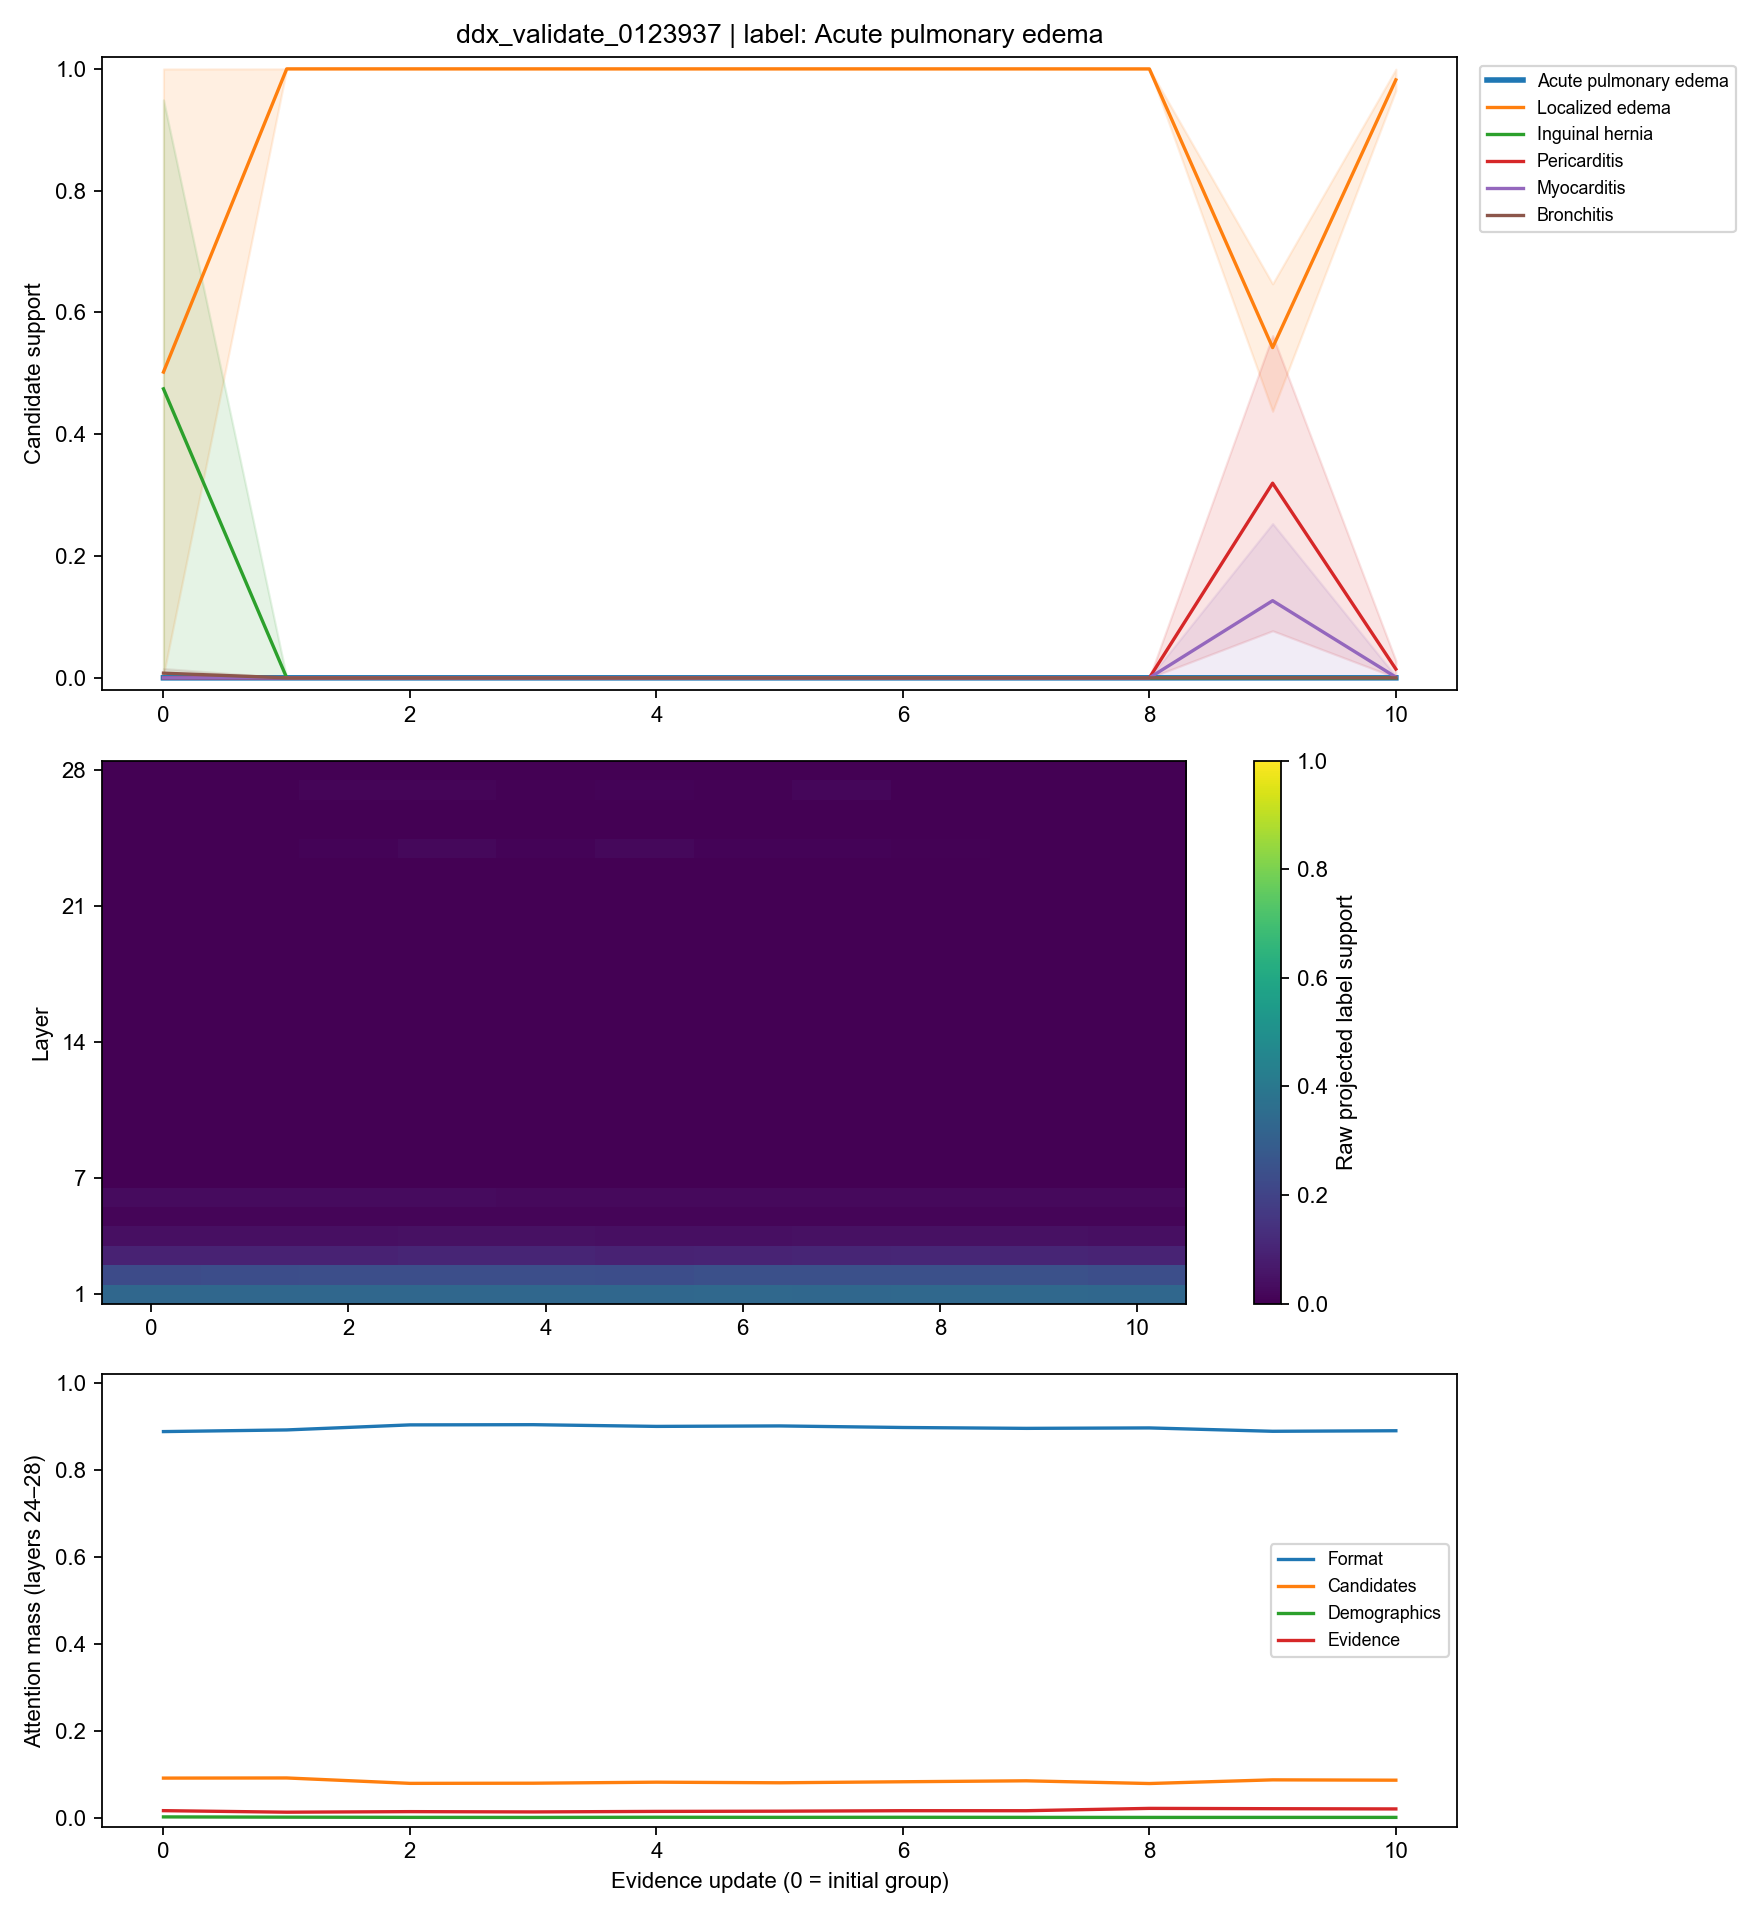 ddx_validate_0123937 | label: Acute pulmonary edema
Candidate support
1.0
0.8
0.6
0.4
0.2
0.0
0 2 4 6 8 10
Acute pulmonary edema
Localized edema
Inguinal hernia
Pericarditis
Myocarditis
Bronchitis
Layer
28
21
14
7
1
0 2 4 6 8 10
1.0
0.8
0.6
0.4
0.2
0.0
Raw projected label support
Attention mass (layers 24–28)
1.0
0.8
0.6
0.4
0.2
0.0
Format
Candidates
Demographics
Evidence
0 2 4 6 8 10
Evidence update (0 = initial group)